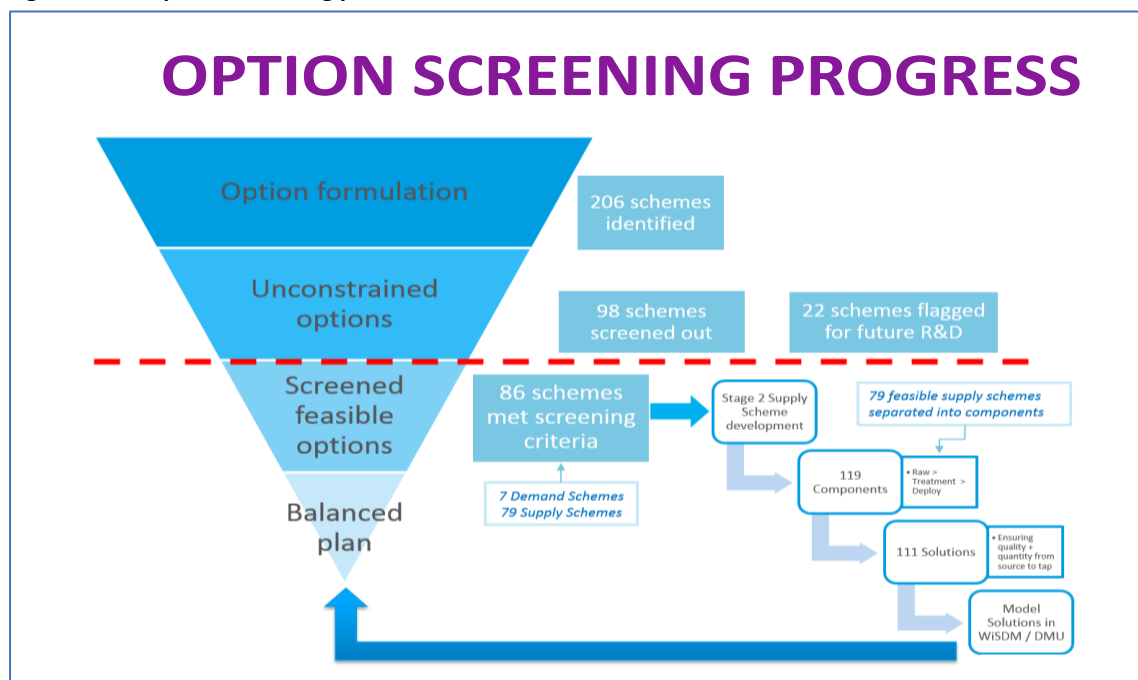 OPTION SCREENING PROGRESS
Option formulation
206 schemes
identified
Unconstrained
options
98 schemes
screened out
22 schemes flagged
for future R&D
Screened
feasible
options
86 schemes
met screening
criteria
7 Demand Schemes
79 Supply Schemes
Stage 2 Supply
Scheme
development
79 feasible supply schemes
separated into components
119
Components
• Raw >
Treatment >
Deploy
111 Solutions
• Ensuring
quality +
quantity from
source to tap
Model
Solutions in
WiSDM / DMU
Balanced
plan